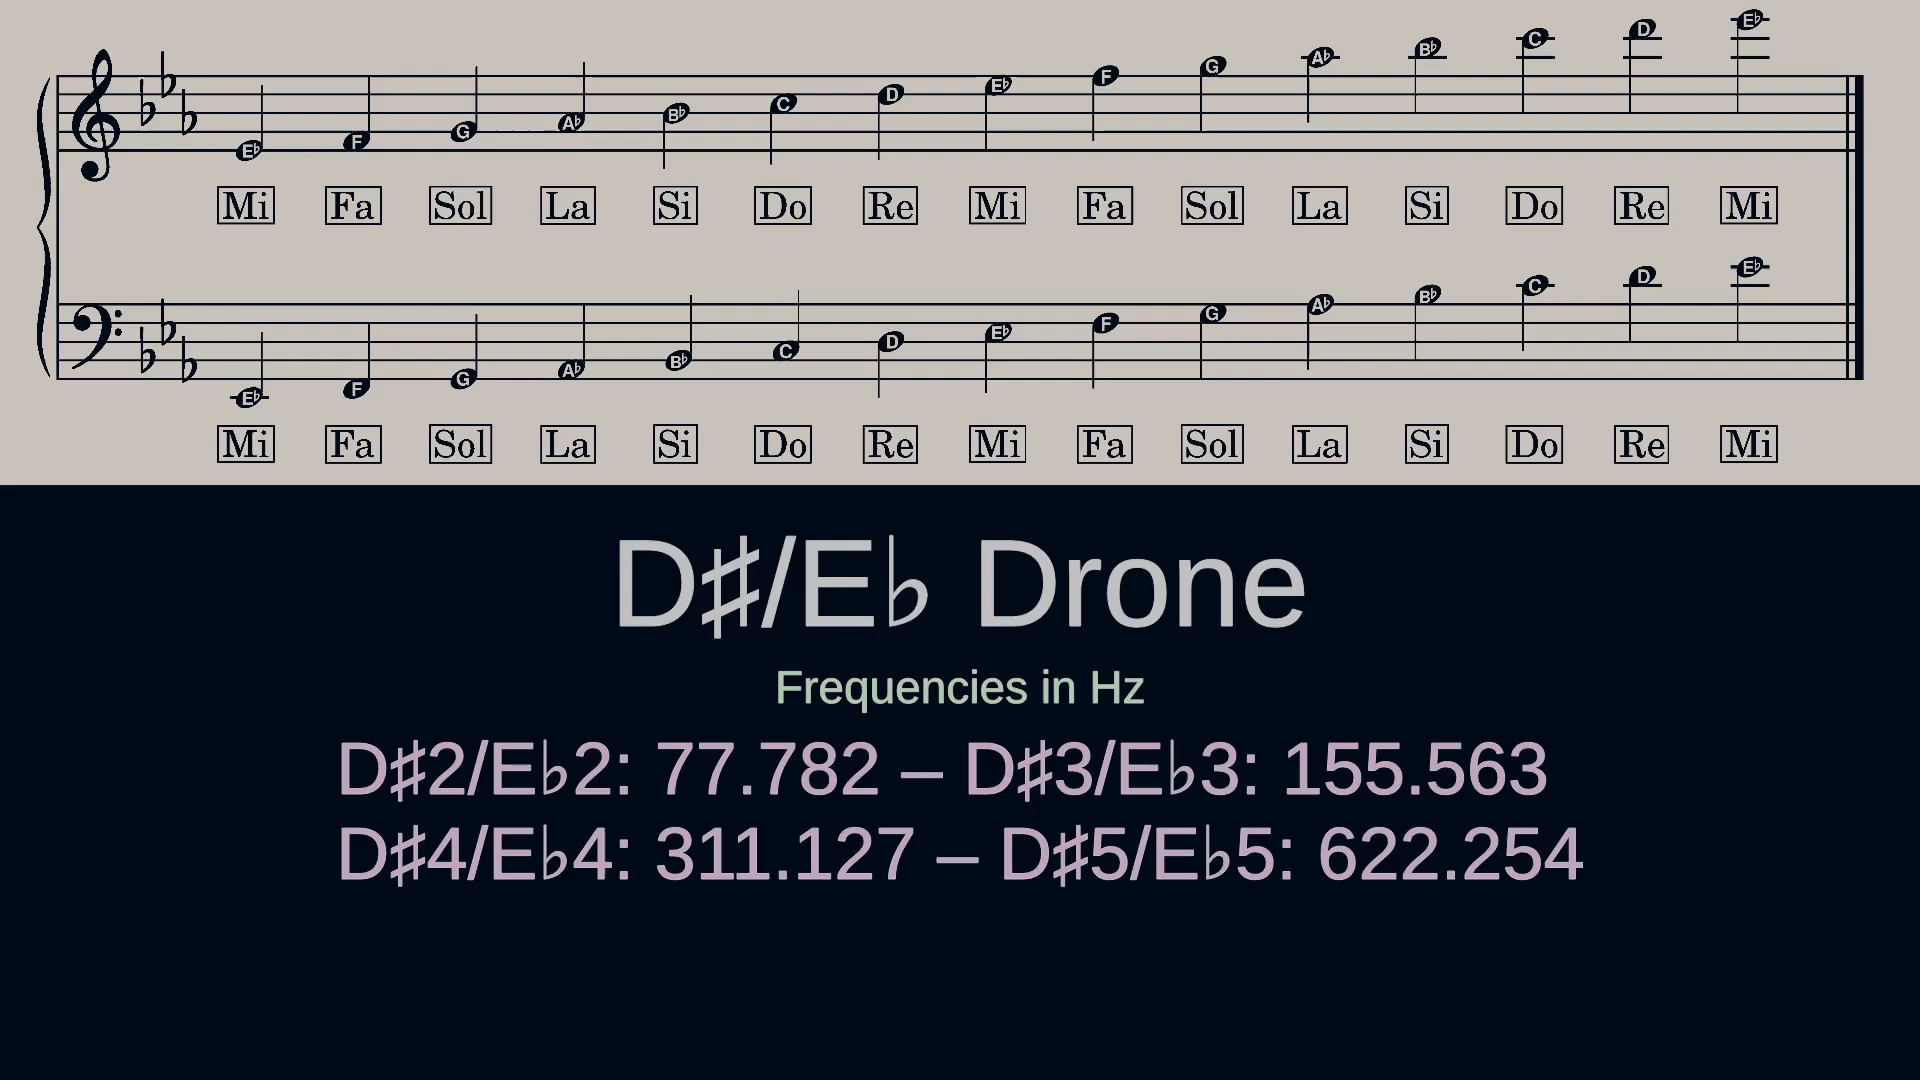 E♭ F G A♭ B♭ C D E♭ F G A♭ B♭ C D E♭
Mi Fa Sol La Si Do Re Mi Fa Sol La Si Do Re Mi
E♭ F G A♭ B♭ C D E♭ F G A♭ B♭ C D E♭
Mi Fa Sol La Si Do Re Mi Fa Sol La Si Do Re Mi
D♯/E♭ Drone
Frequencies in Hz
D♯2/E♭2: 77.782 – D♯3/E♭3: 155.563
D♯4/E♭4: 311.127 – D♯5/E♭5: 622.254